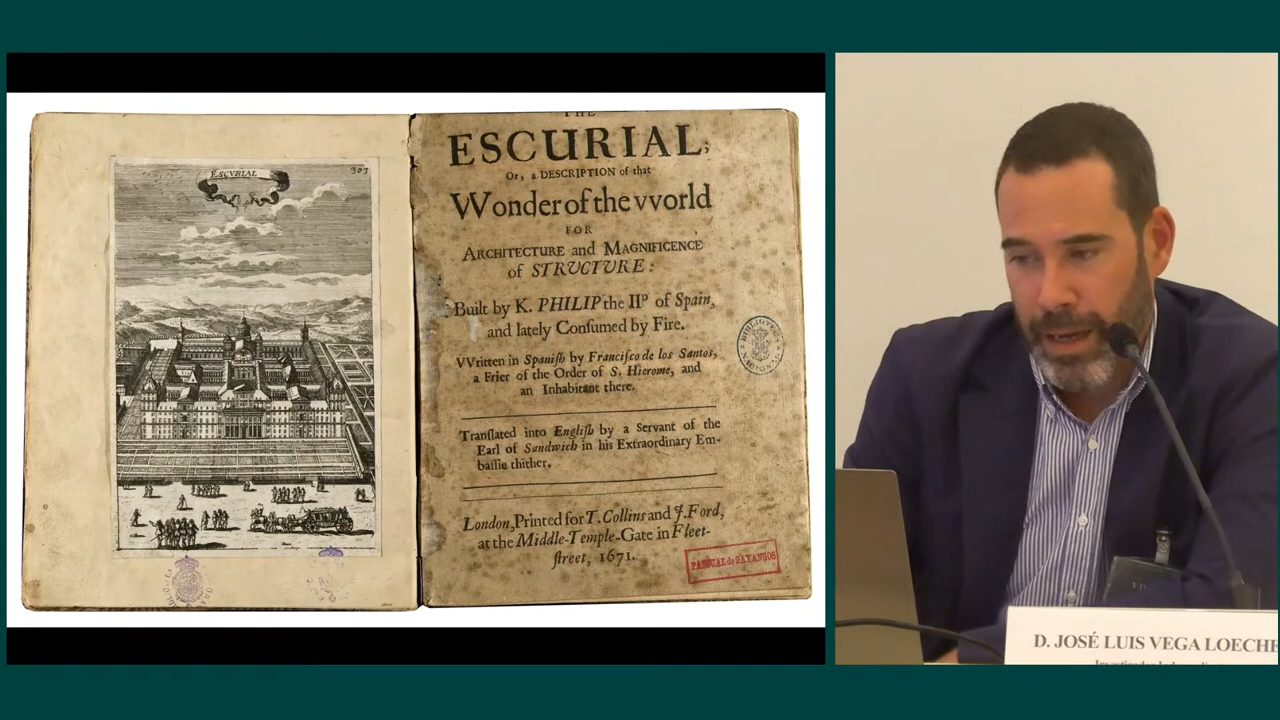 ESCURIAL
303
THE
ESCURIAL;
Or, a DESCRIPTION of that
Wonder of the vvorld
FOR
ARCHITECTURE and MAGNIFICENCE
of STRUCTURE:
Built by K. PHILIP the IIᴰ of Spain,
and lately Conſumed by Fire.
VVritten in Spaniſh by Franciſco de los Santos,
a Frier of the Order of S. Hierome, and
an Inhabitant there.
Tranſlated into Engliſh by a Servant of the
Earl of Sandwich in his Extraordinary Em-
baſſie thither.
London, Printed for T. Collins and J. Ford,
at the Middle-Temple-Gate in Fleet-
ſtreet, 1671.
BIBLIOTECA NACIONAL
PASCUAL de GAYANGOS
D. JOSÉ LUIS VEGA LOECHE